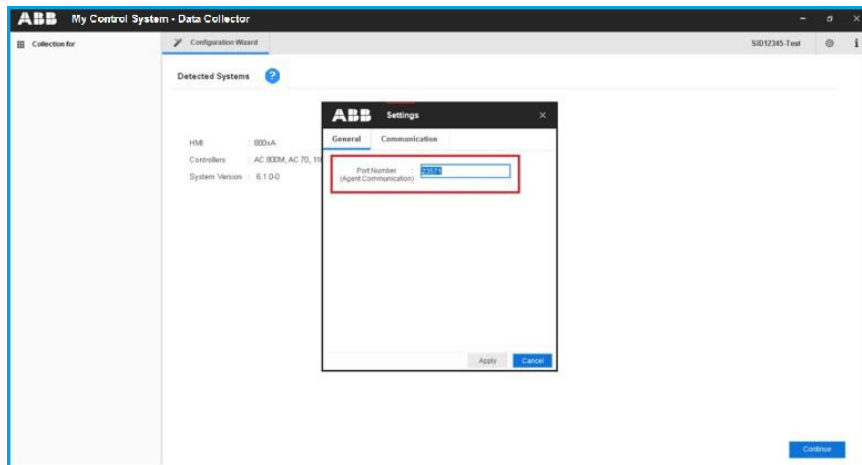 ABB My Control System - Data Collector
Collection for
Configuration Wizard
SID12345-Test
Detected Systems ?
HMI : 800xA
Controllers : AC 800M, AC 70, 11
System Version : 6.1.0-0
ABB Settings
General Communication
Port Number : 23571
(Agent Communication)
Apply Cancel
Continue